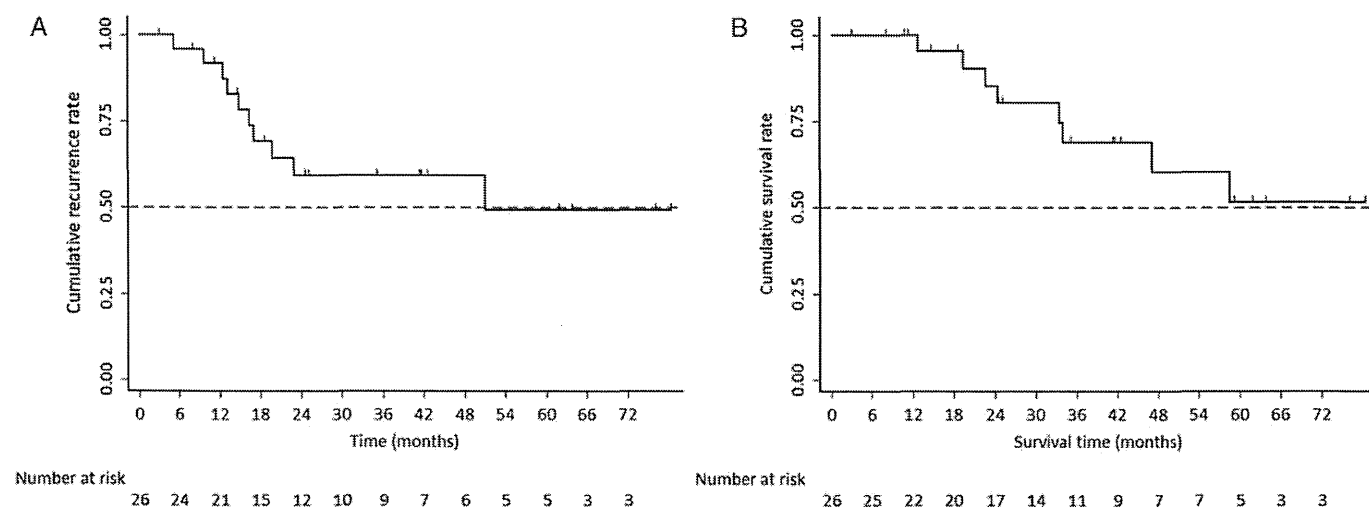 A
Cumulative recurrence rate
1.00
0.75
0.50
0.25
0.00
0 6 12 18 24 30 36 42 48 54 60 66 72
Time (months)
Number at risk
26 24 21 15 12 10 9 7 6 5 5 3 3
B
Cumulative survival rate
1.00
0.75
0.50
0.25
0.00
0 6 12 18 24 30 36 42 48 54 60 66 72
Survival time (months)
Number at risk
26 25 22 20 17 14 11 9 7 7 5 3 3